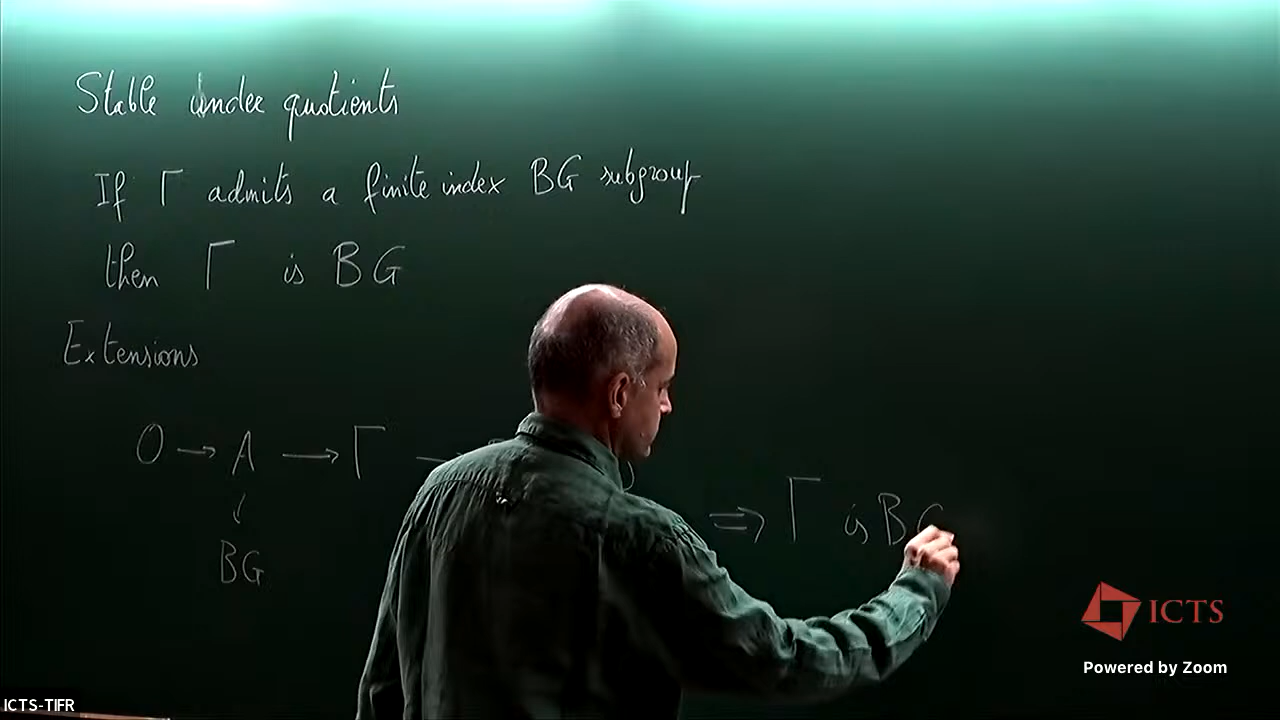 Stable under quotients
If Γ admits a finite index BG subgroup
then Γ is BG
Extensions
0 → A → Γ →
↓
BG
⇒ Γ is BG
ICTS
Powered by Zoom
ICTS-TIFR